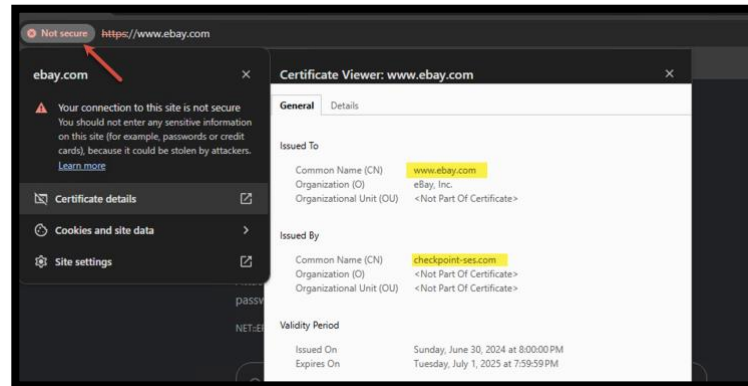 Not secure https://www.ebay.com
ebay.com
Your connection to this site is not secure
You should not enter any sensitive information
on this site (for example, passwords or credit
cards), because it could be stolen by attackers.
Learn more
Certificate details
Cookies and site data
Site settings
passw
Certificate Viewer: www.ebay.com
General Details
Issued To
Common Name (CN) www.ebay.com
Organization (O) eBay, Inc.
Organizational Unit (OU) <Not Part Of Certificate>
Issued By
Common Name (CN) checkpoint-ses.com
Organization (O) <Not Part Of Certificate>
Organizational Unit (OU) <Not Part Of Certificate>
Validity Period
Issued On Sunday, June 30, 2024 at 8:00:00 PM
Expires On Tuesday, July 1, 2025 at 7:59:59 PM